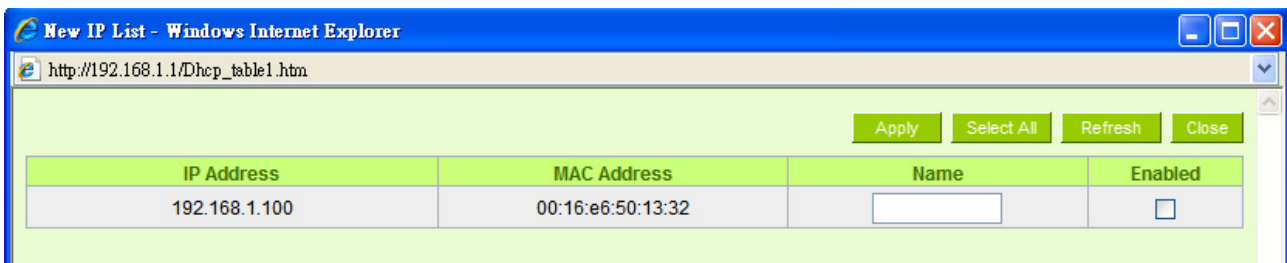 New IP List - Windows Internet Explorer
http://192.168.1.1/Dhcp_table1.htm
Apply Select All Refresh Close
IP Address MAC Address Name Enabled
192.168.1.100 00:16:e6:50:13:32